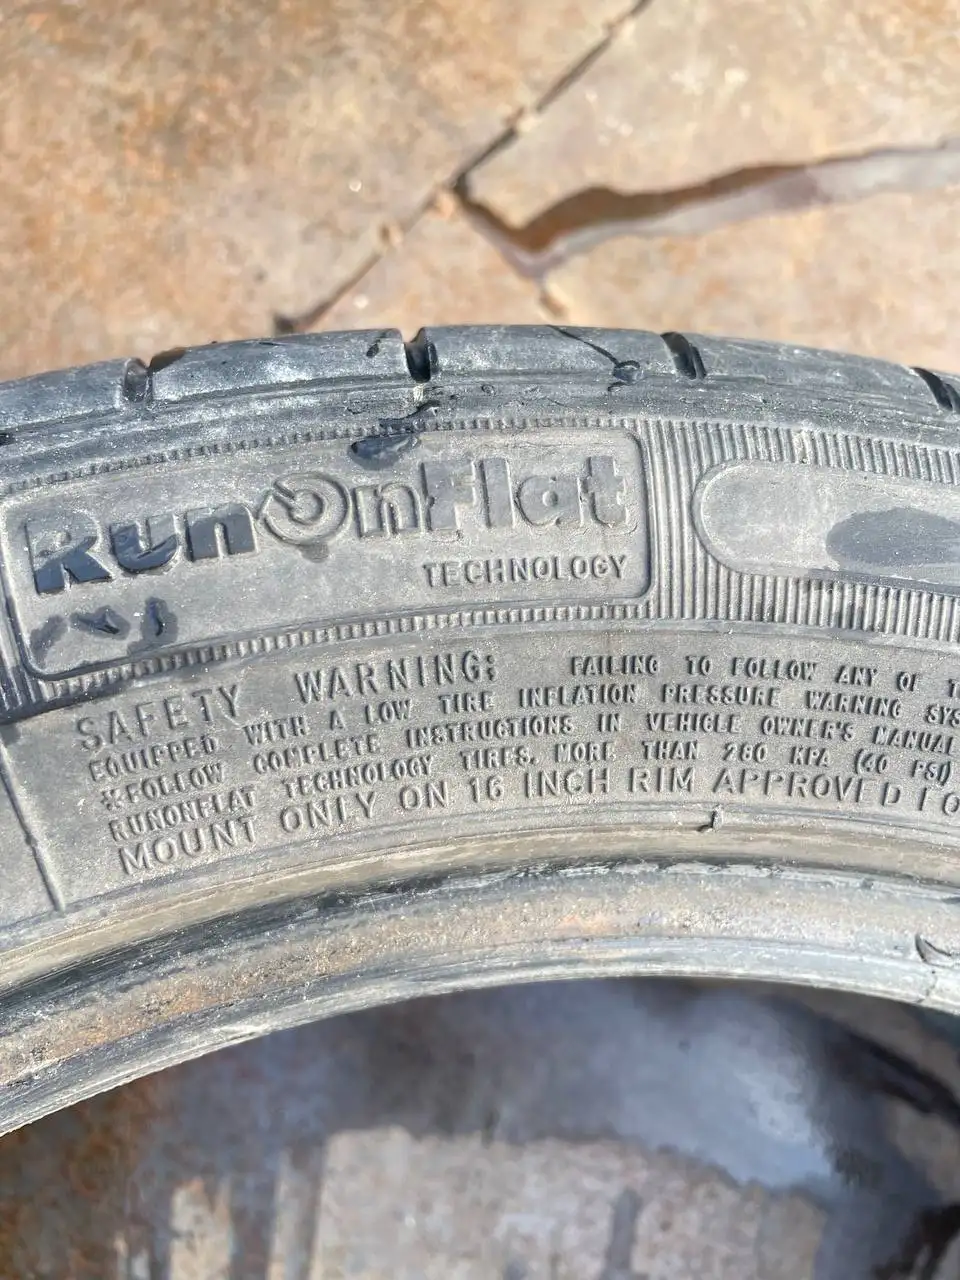 RunOnFlat
TECHNOLOGY
SAFETY WARNING: FAILING TO FOLLOW ANY OF T
EQUIPPED WITH A LOW TIRE INFLATION PRESSURE WARNING SYS
*FOLLOW COMPLETE INSTRUCTIONS IN VEHICLE OWNER'S MANUAL
RUNONFLAT TECHNOLOGY TIRES. MORE THAN 280 KPA (40 PSI)
MOUNT ONLY ON 16 INCH RIM APPROVED FO